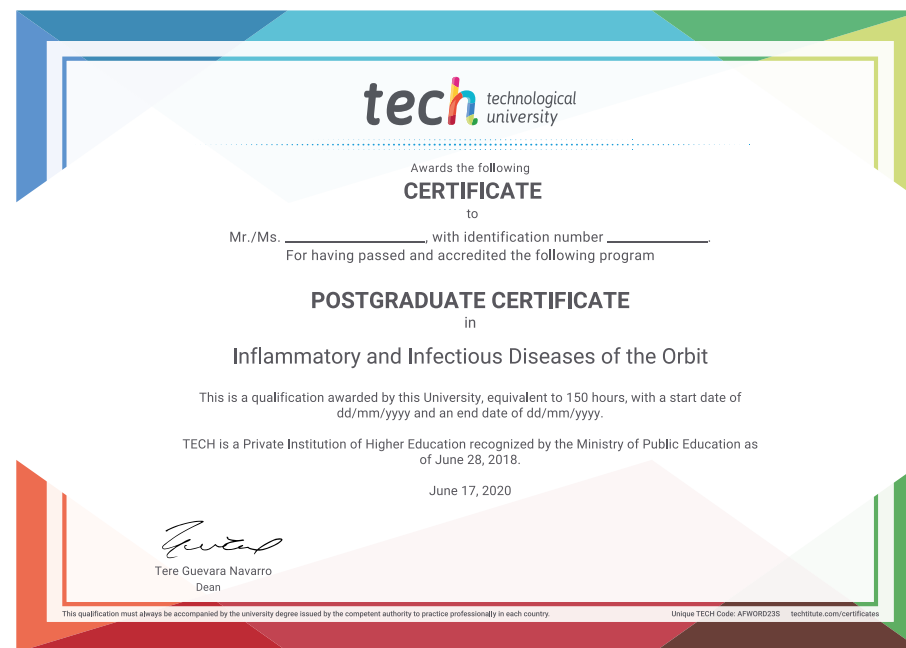 tech technological
university
Awards the following
CERTIFICATE
to
Mr./Ms. ____________________, with identification number ______________.
For having passed and accredited the following program
POSTGRADUATE CERTIFICATE
in
Inflammatory and Infectious Diseases of the Orbit
This is a qualification awarded by this University, equivalent to 150 hours, with a start date of
dd/mm/yyyy and an end date of dd/mm/yyyy.
TECH is a Private Institution of Higher Education recognized by the Ministry of Public Education as
of June 28, 2018.
June 17, 2020
Tere Guevara Navarro
Dean
This qualification must always be accompanied by the university degree issued by the competent authority to practice professionally in each country.
Unique TECH Code: AFWORD23S techtitute.com/certificates